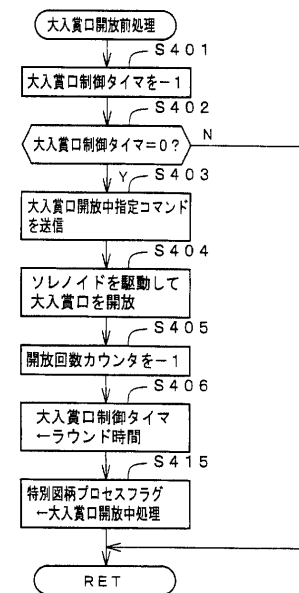 大入賞口開放前処理
S401
大入賞口制御タイマを－1
S402
大入賞口制御タイマ＝0？
N
Y
S403
大入賞口開放中指定コマンド
を送信
S404
ソレノイドを駆動して
大入賞口を開放
S405
開放回数カウンタを－1
S406
大入賞口制御タイマ
←ラウンド時間
S415
特別図柄プロセスフラグ
←大入賞口開放中処理
RET